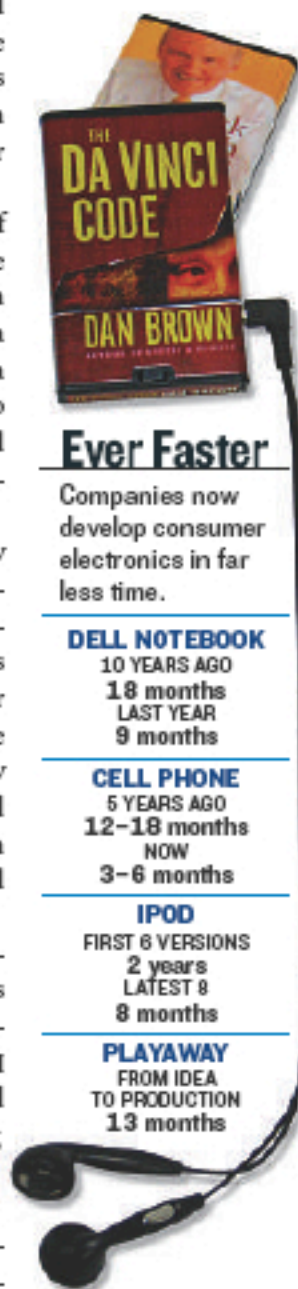 THE
DA VINCI
CODE
DAN BROWN
Ever Faster
Companies now
develop consumer
electronics in far
less time.
DELL NOTEBOOK
10 YEARS AGO
18 months
LAST YEAR
9 months
CELL PHONE
5 YEARS AGO
12–18 months
NOW
3–6 months
IPOD
FIRST 6 VERSIONS
2 years
LATEST 8
8 months
PLAYAWAY
FROM IDEA
TO PRODUCTION
13 months